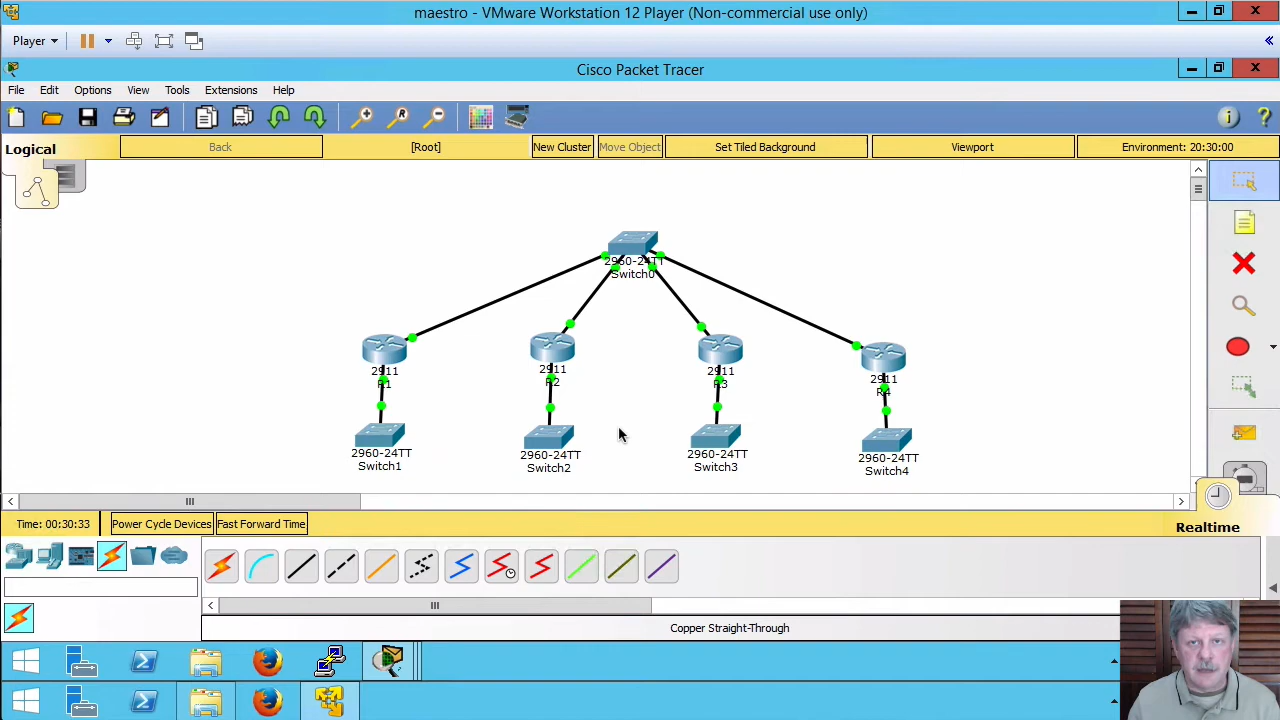 maestro - VMware Workstation 12 Player (Non-commercial use only)
Player
Cisco Packet Tracer
File Edit Options View Tools Extensions Help
Logical Back [Root] New Cluster Move Object Set Tiled Background Viewport Environment: 20:30:00
2960-24TT
Switch0
2911
R1
2911
R2
2911
R3
2911
R4
2960-24TT
Switch1
2960-24TT
Switch2
2960-24TT
Switch3
2960-24TT
Switch4
Time: 00:30:33 Power Cycle Devices Fast Forward Time
Realtime
Copper Straight-Through